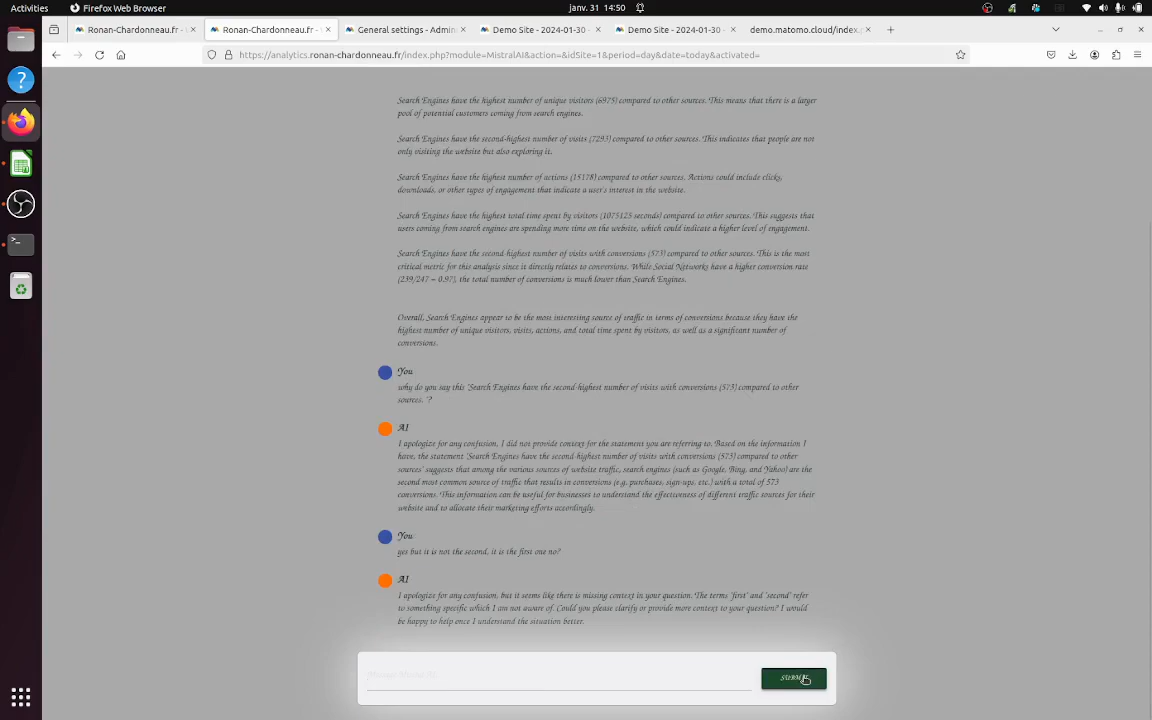 Activities
Firefox Web Browser
janv. 31 14:50
Ronan-Chardonneau.fr -
Ronan-Chardonneau.fr -
General settings - Admin
Demo Site - 2024-01-30 -
Demo Site - 2024-01-30 -
demo.matomo.cloud/index.
https://analytics.ronan-chardonneau.fr/index.php?module=MistralAI&action=&idSite=1&period=day&date=today&activated=
Search Engines have the highest number of unique visitors (6975) compared to other sources. This means that there is a larger
pool of potential customers coming from search engines.
Search Engines have the second-highest number of visits (7293) compared to other sources. This indicates that people are not
only visiting the website but also exploring it.
Search Engines have the highest number of actions (15178) compared to other sources. Actions could include clicks,
downloads, or other types of engagement that indicate a user's interest in the website.
Search Engines have the highest total time spent by visitors (1075123 seconds) compared to other sources. This suggests that
users coming from search engines are spending more time on the website, which could indicate a higher level of engagement.
Search Engines have the second-highest number of visits with conversions (573) compared to other sources. This is the most
critical metric for this analysis since it directly relates to conversions. While Social Networks have a higher conversion rate
(239/247 = 0.97), the total number of conversions is much lower than Search Engines.
Overall, Search Engines appear to be the most interesting source of traffic in terms of conversions because they have the
highest number of unique visitors, visits, actions, and total time spent by visitors, as well as a significant number of
conversions.
You
why do you say this 'Search Engines have the second-highest number of visits with conversions (573) compared to other
sources. ?
AI
I apologize for any confusion, I did not provide context for the statement you are referring to. Based on the information I
have, the statement 'Search Engines have the second-highest number of visits with conversions (573) compared to other
sources' suggests that among the various sources of website traffic, search engines (such as Google, Bing, and Yahoo) are the
second most common source of traffic that results in conversions (e.g. purchases, sign-ups, etc.) with a total of 573
conversions. This information can be useful for businesses to understand the effectiveness of different traffic sources for their
website and to allocate their marketing efforts accordingly.
You
yes but it is not the second, it is the first one no?
AI
I apologize for any confusion, but it seems like there is missing context in your question. The terms 'first' and 'second' refer
to something specific which I am not aware of. Could you please clarify or provide more context to your question? I would
be happy to help once I understand the situation better.
SUBMIT